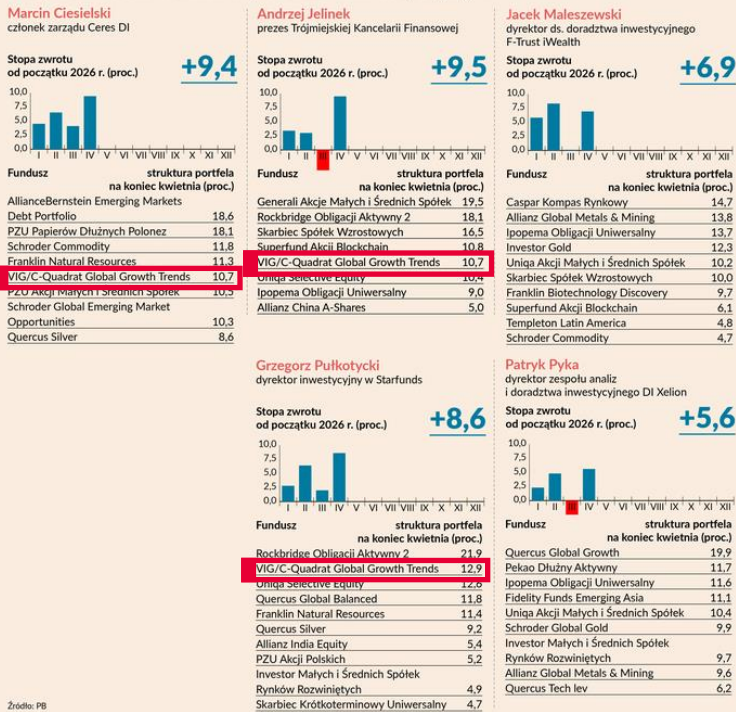 Marcin Ciesielski
członek zarządu Ceres DI
Stopa zwrotu
od początku 2026 r. (proc.)
+9,4
10,0
7,5
5,0
2,5
0,0
I II III IV V VI VII VIII IX X XI XII
Fundusz struktura portfela
na koniec kwietnia (proc.)
AllianceBernstein Emerging Markets
Debt Portfolio 18,6
PZU Papierów Dłużnych Polonez 18,1
Schroder Commodity 11,8
Franklin Natural Resources 11,3
VIG/C-Quadrat Global Growth Trends 10,7
PZU Akcji Małych i Średnich Spółek 10,5
Schroder Global Emerging Market
Opportunities 10,3
Quercus Silver 8,6
Andrzej Jelinek
prezes Trójmiejskiej Kancelarii Finansowej
Stopa zwrotu
od początku 2026 r. (proc.)
+9,5
10,0
7,5
5,0
2,5
0,0
I II III IV V VI VII VIII IX X XI XII
Fundusz struktura portfela
na koniec kwietnia (proc.)
Generali Akcje Małych i Średnich Spółek 19,5
Rockbridge Obligacji Aktywny 2 18,1
Skarbiec Spółek Wzrostowych 16,5
Superfund Akcji Blockchain 10,8
VIG/C-Quadrat Global Growth Trends 10,7
Uniqa Selective Equity 10,4
Ipopema Obligacji Uniwersalny 9,0
Allianz China A-Shares 5,0
Jacek Maleszewski
dyrektor ds. doradztwa inwestycyjnego
F-Trust iWealth
Stopa zwrotu
od początku 2026 r. (proc.)
+6,9
10,0
7,5
5,0
2,5
0,0
I II III IV V VI VII VIII IX X XI XII
Fundusz struktura portfela
na koniec kwietnia (proc.)
Caspar Kompas Rynkowy 14,7
Allianz Global Metals & Mining 13,8
Ipopema Obligacji Uniwersalny 13,7
Investor Gold 12,3
Uniqa Akcji Małych i Średnich Spółek 10,2
Skarbiec Spółek Wzrostowych 10,0
Franklin Biotechnology Discovery 9,7
Superfund Akcji Blockchain 6,1
Templeton Latin America 4,8
Schroder Commodity 4,7
Grzegorz Pułkotycki
dyrektor inwestycyjny w Starfunds
Stopa zwrotu
od początku 2026 r. (proc.)
+8,6
10,0
7,5
5,0
2,5
0,0
I II III IV V VI VII VIII IX X XI XII
Fundusz struktura portfela
na koniec kwietnia (proc.)
Rockbridge Obligacji Aktywny 2 21,9
VIG/C-Quadrat Global Growth Trends 12,9
Uniqa Selective Equity 12,6
Quercus Global Balanced 11,8
Franklin Natural Resources 11,4
Quercus Silver 9,2
Allianz India Equity 5,4
PZU Akcji Polskich 5,2
Investor Małych i Średnich Spółek
Rynków Rozwiniętych 4,9
Skarbiec Krótkoterminowy Uniwersalny 4,7
Patryk Pyka
dyrektor zespołu analiz
i doradztwa inwestycyjnego DI Xelion
Stopa zwrotu
od początku 2026 r. (proc.)
+5,6
10,0
7,5
5,0
2,5
0,0
I II III IV V VI VII VIII IX X XI XII
Fundusz struktura portfela
na koniec kwietnia (proc.)
Quercus Global Growth 19,9
Pekao Dłużny Aktywny 11,7
Ipopema Obligacji Uniwersalny 11,6
Fidelity Funds Emerging Asia 11,1
Uniqa Akcji Małych i Średnich Spółek 10,4
Schroder Global Gold 9,9
Investor Małych i Średnich Spółek
Rynków Rozwiniętych 9,7
Allianz Global Metals & Mining 9,6
Quercus Tech lev 6,2
Źródło: PB